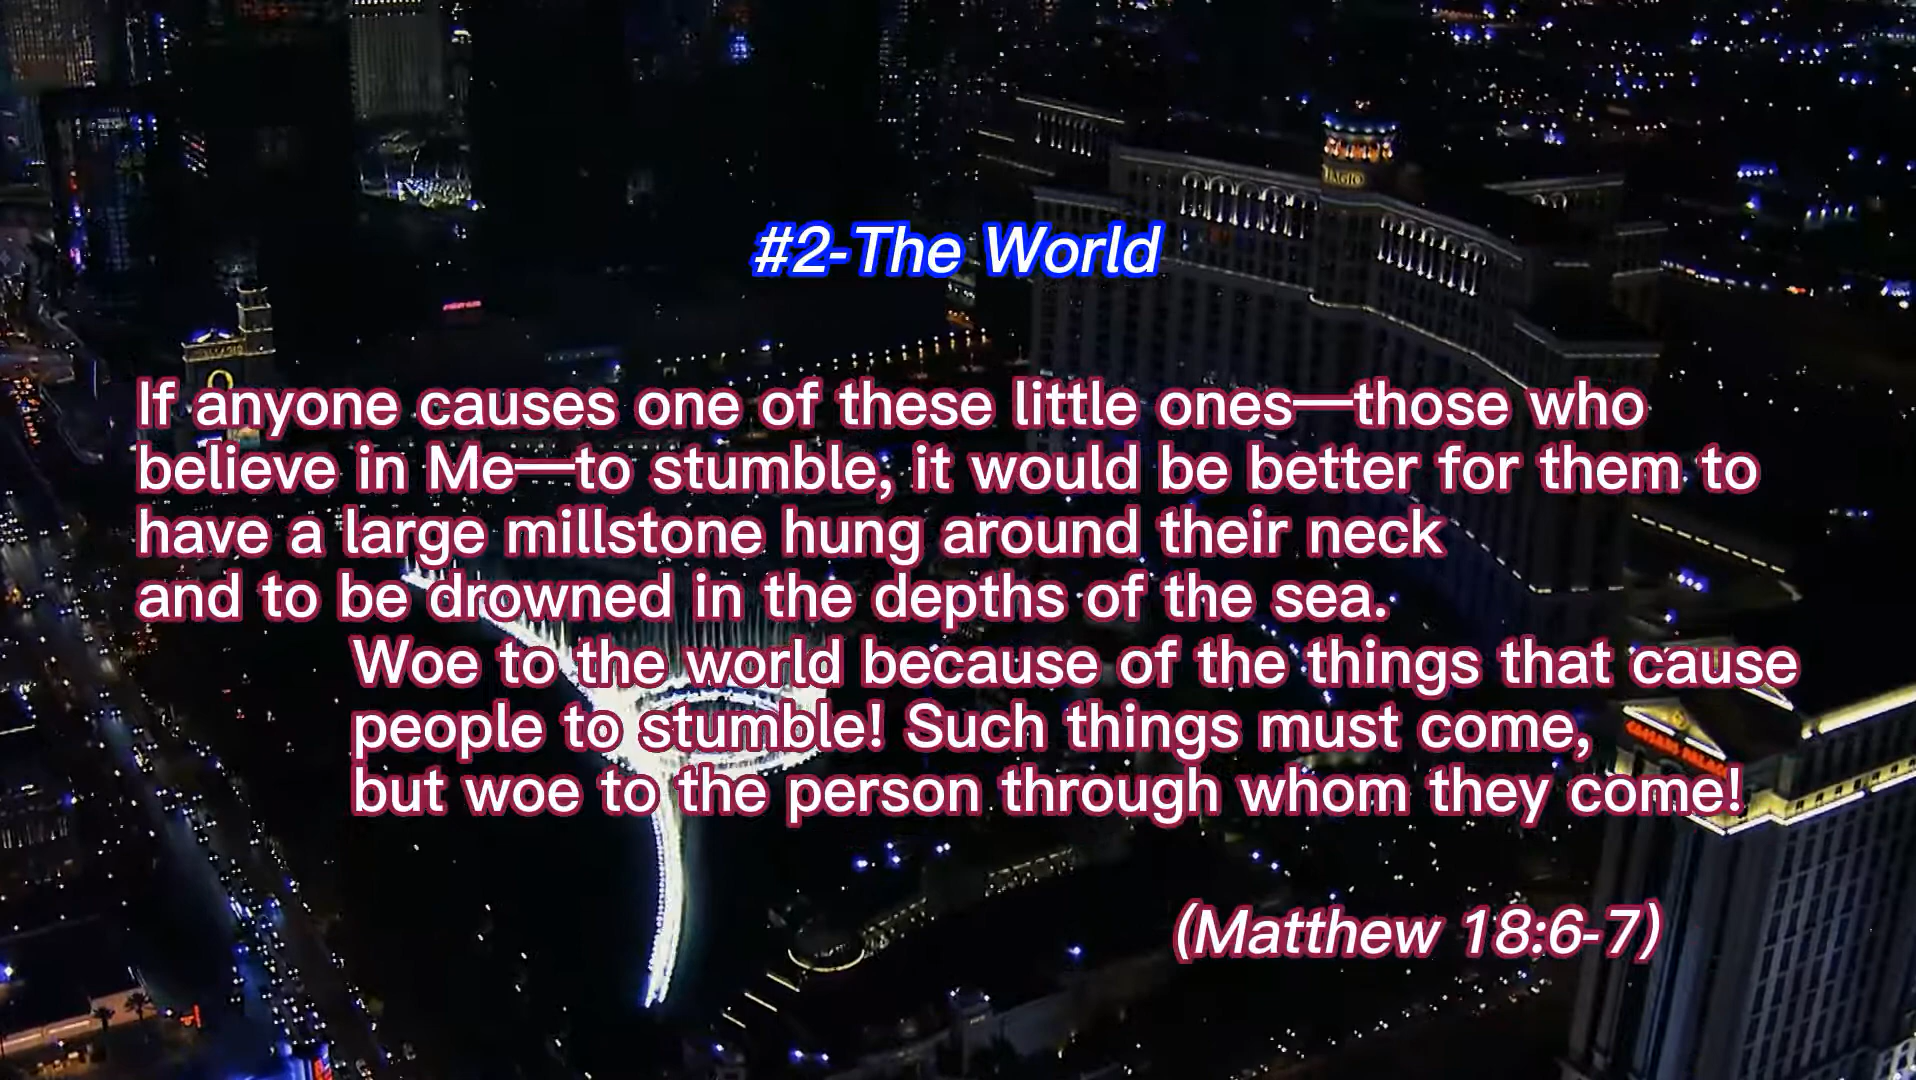 #2-The World
If anyone causes one of these little ones—those who
believe in Me—to stumble, it would be better for them to
have a large millstone hung around their neck
and to be drowned in the depths of the sea.
Woe to the world because of the things that cause
people to stumble! Such things must come,
but woe to the person through whom they come!
(Matthew 18:6-7)
CAESARS PALACE